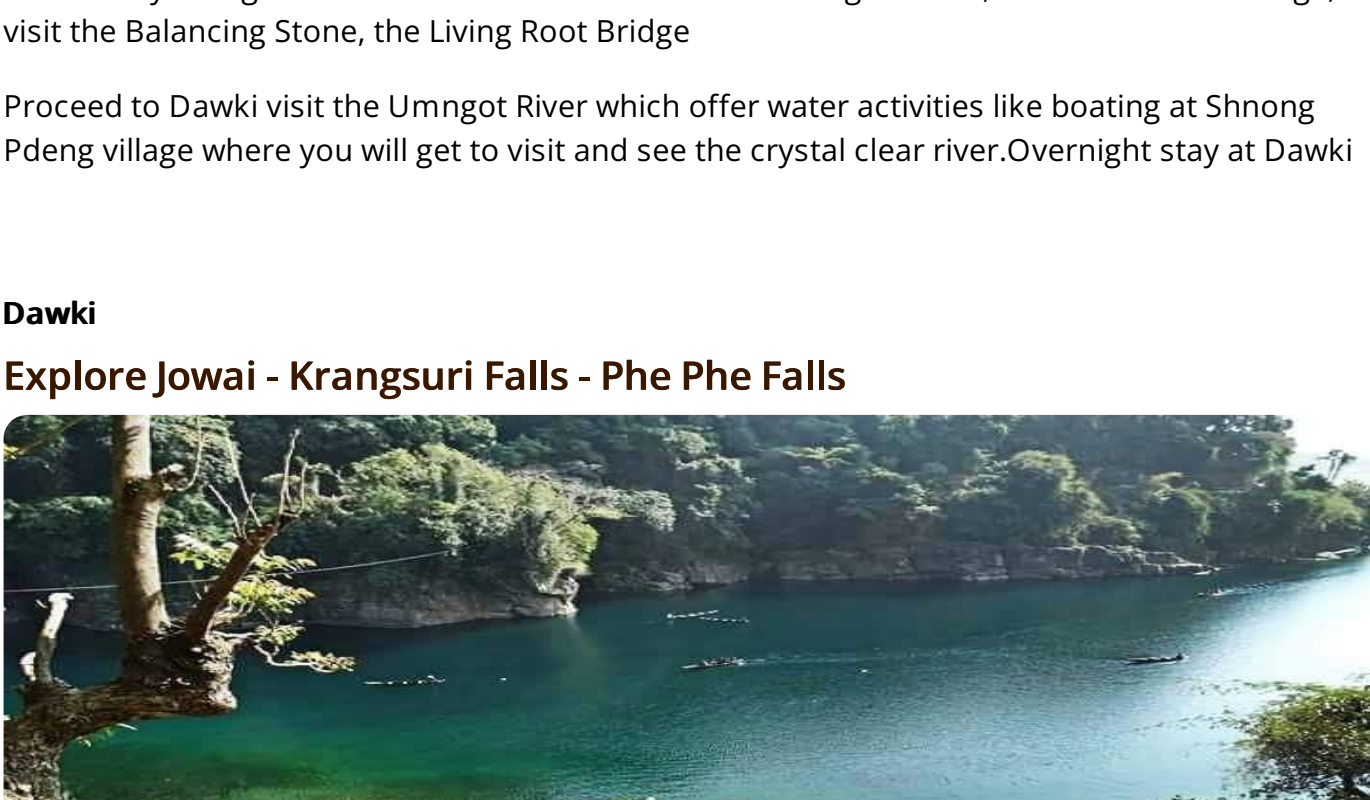 visit the Balancing Stone, the Living Root Bridge
Proceed to Dawki visit the Umngot River which offer water activities like boating at Shnong
Pdeng village where you will get to visit and see the crystal clear river.Overnight stay at Dawki
Dawki
Explore Jowai - Krangsuri Falls - Phe Phe Falls